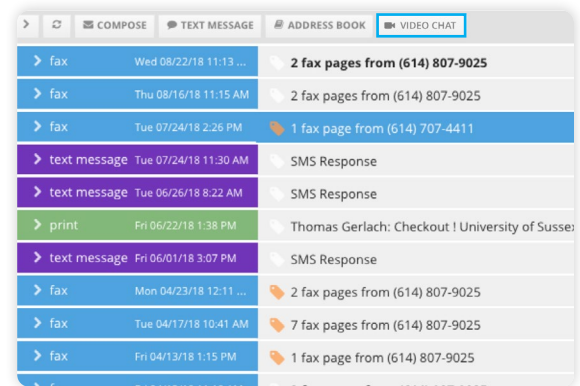 COMPOSE TEXT MESSAGE ADDRESS BOOK VIDEO CHAT
fax Wed 08/22/18 11:13 ... 2 fax pages from (614) 807-9025
fax Thu 08/16/18 11:15 AM 2 fax pages from (614) 807-9025
fax Tue 07/24/18 2:26 PM 1 fax page from (614) 707-4411
text message Tue 07/24/18 11:30 AM SMS Response
text message Tue 06/26/18 8:22 AM SMS Response
print Fri 06/22/18 1:38 PM Thomas Gerlach: Checkout ! University of Sussex
text message Fri 06/01/18 3:07 PM SMS Response
fax Mon 04/23/18 12:11 ... 2 fax pages from (614) 807-9025
fax Tue 04/17/18 10:41 AM 7 fax pages from (614) 807-9025
fax Fri 04/13/18 1:15 PM 1 fax page from (614) 807-9025